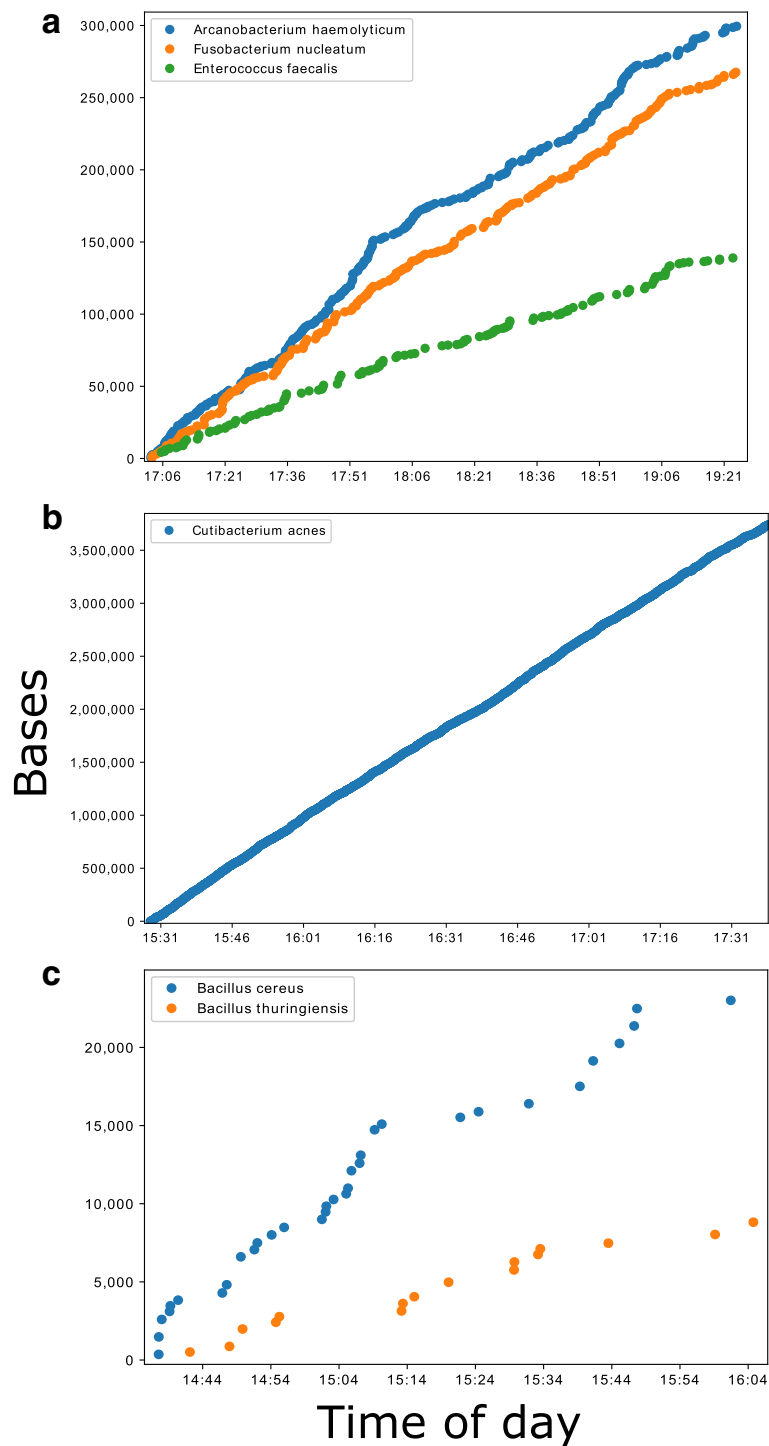 a
Arcanobacterium haemolyticum
Fusobacterium nucleatum
Enterococcus faecalis
300,000
250,000
200,000
150,000
100,000
50,000
0
17:06 17:21 17:36 17:51 18:06 18:21 18:36 18:51 19:06 19:21
b
Cutibacterium acnes
3,500,000
3,000,000
2,500,000
2,000,000
1,500,000
1,000,000
500,000
0
15:31 15:46 16:01 16:16 16:31 16:46 17:01 17:16 17:31
Bases
c
Bacillus cereus
Bacillus thuringiensis
20,000
15,000
10,000
5,000
0
14:44 14:54 15:04 15:14 15:24 15:34 15:44 15:54 16:04
Time of day